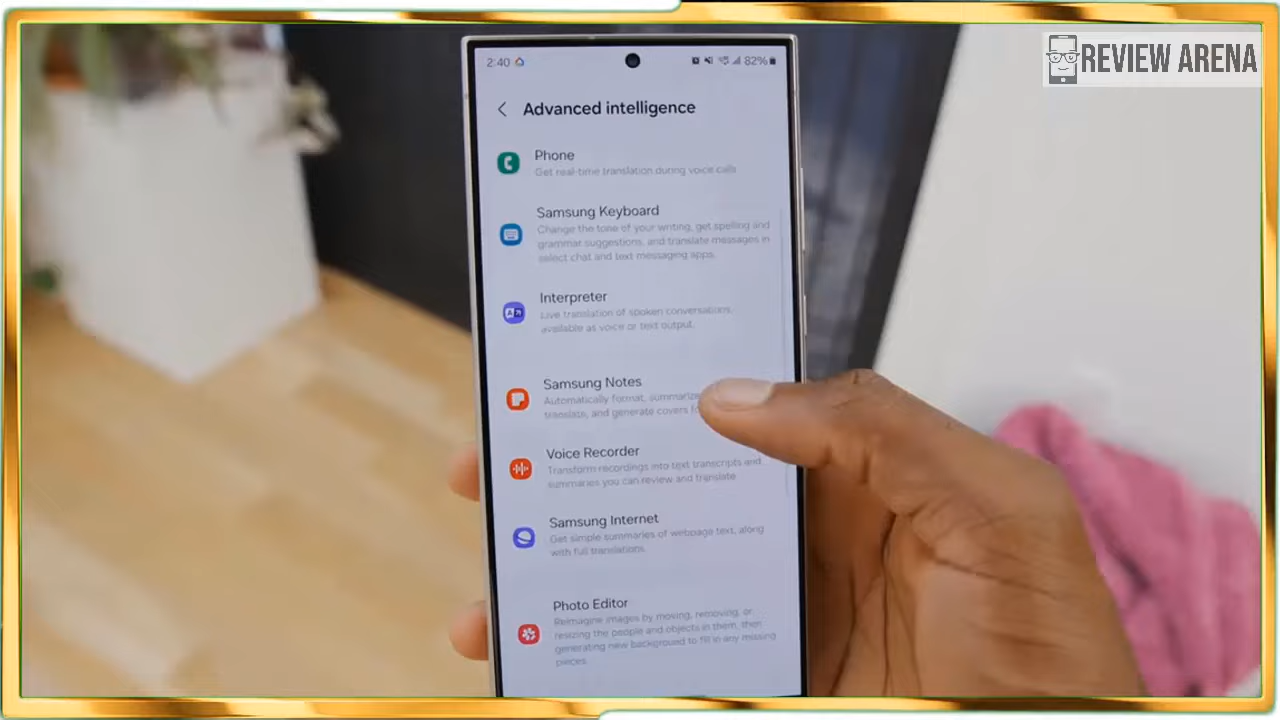 REVIEW ARENA
2:40
82%
Advanced intelligence
Phone
Get real-time translation during voice calls
Samsung Keyboard
Change the tone of your writing, get spelling and
grammar suggestions, and translate messages in
select chat and text messaging apps.
Interpreter
Live translation of spoken conversations,
available as voice or text output.
Samsung Notes
Automatically format, summarize,
translate, and generate covers
Voice Recorder
Transform recordings into text transcripts and
summaries you can review and translate.
Samsung Internet
Get simple summaries of webpage text, along
with full translations.
Photo Editor
Reimagine images by moving, removing, or
resizing the people and objects in them, then
generating new background to fill in any missing
pieces.